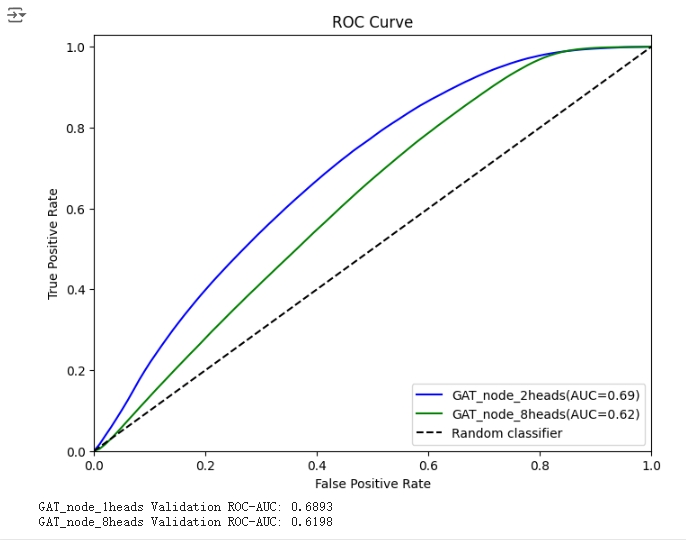 ROC Curve
1.0
0.8
0.6
0.4
0.2
0.0
True Positive Rate
GAT_node_2heads(AUC=0.69)
GAT_node_8heads(AUC=0.62)
Random classifier
0.0 0.2 0.4 0.6 0.8 1.0
False Positive Rate
GAT_node_1heads Validation ROC-AUC: 0.6893
GAT_node_8heads Validation ROC-AUC: 0.6198